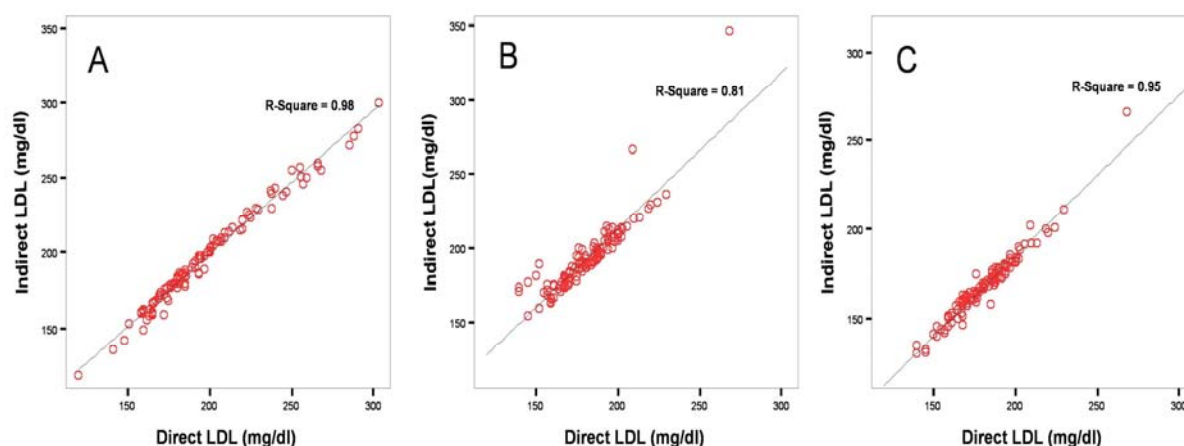 A
R-Square = 0.98
Indirect LDL (mg/dl)
350
300
250
200
150
150
200
250
300
Direct LDL (mg/dl)
B
R-Square = 0.81
Indirect LDL(mg/dl)
350
300
250
200
150
150
200
250
300
Direct LDL (mg/dl)
C
R-Square = 0.95
Indirect LDL (mg/dl)
300
250
200
150
150
200
250
300
Direct LDL (mg/dl)